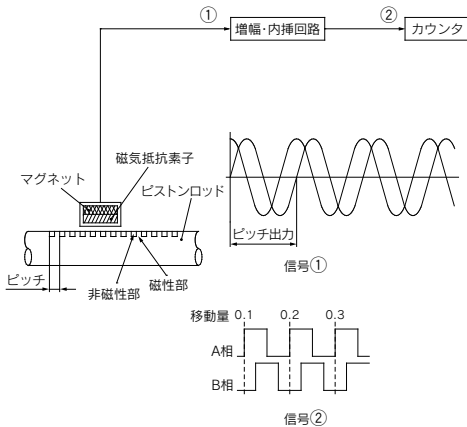 ①
②
増幅・内挿回路
カウンタ
磁気抵抗素子
マグネット
ピストンロッド
ピッチ
非磁性部
磁性部
ピッチ出力
信号①
移動量 0.1 0.2 0.3
A相
B相
信号②